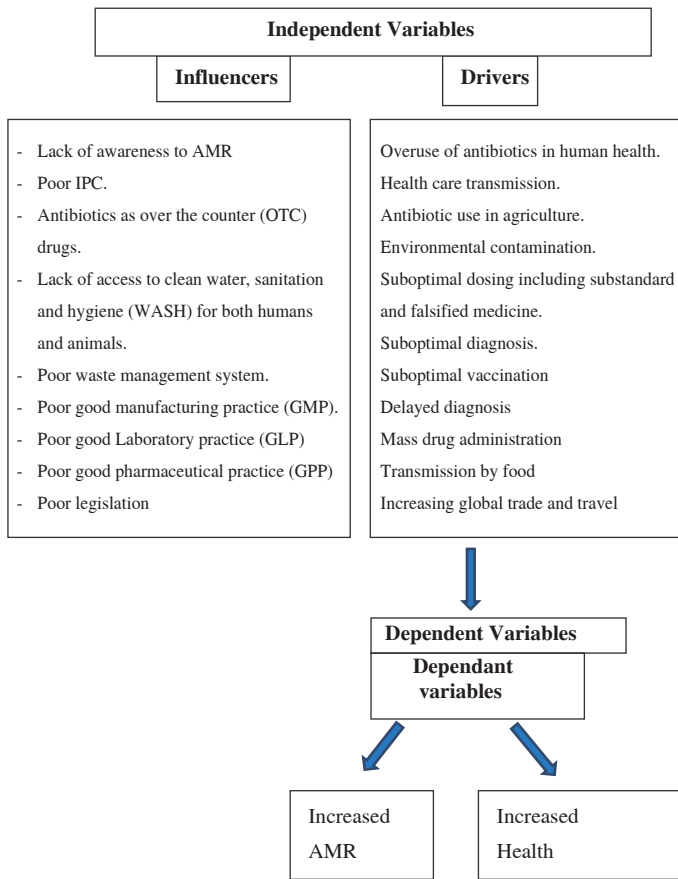 Independent Variables
Influencers
Drivers
- Lack of awareness to AMR
- Poor IPC.
- Antibiotics as over the counter (OTC)
drugs.
- Lack of access to clean water, sanitation
and hygiene (WASH) for both humans
and animals.
- Poor waste management system.
- Poor good manufacturing practice (GMP).
- Poor good Laboratory practice (GLP)
- Poor good pharmaceutical practice (GPP)
- Poor legislation
Overuse of antibiotics in human health.
Health care transmission.
Antibiotic use in agriculture.
Environmental contamination.
Suboptimal dosing including substandard
and falsified medicine.
Suboptimal diagnosis.
Suboptimal vaccination
Delayed diagnosis
Mass drug administration
Transmission by food
Increasing global trade and travel
Dependent Variables
Dependant
variables
Increased
AMR
Increased
Health